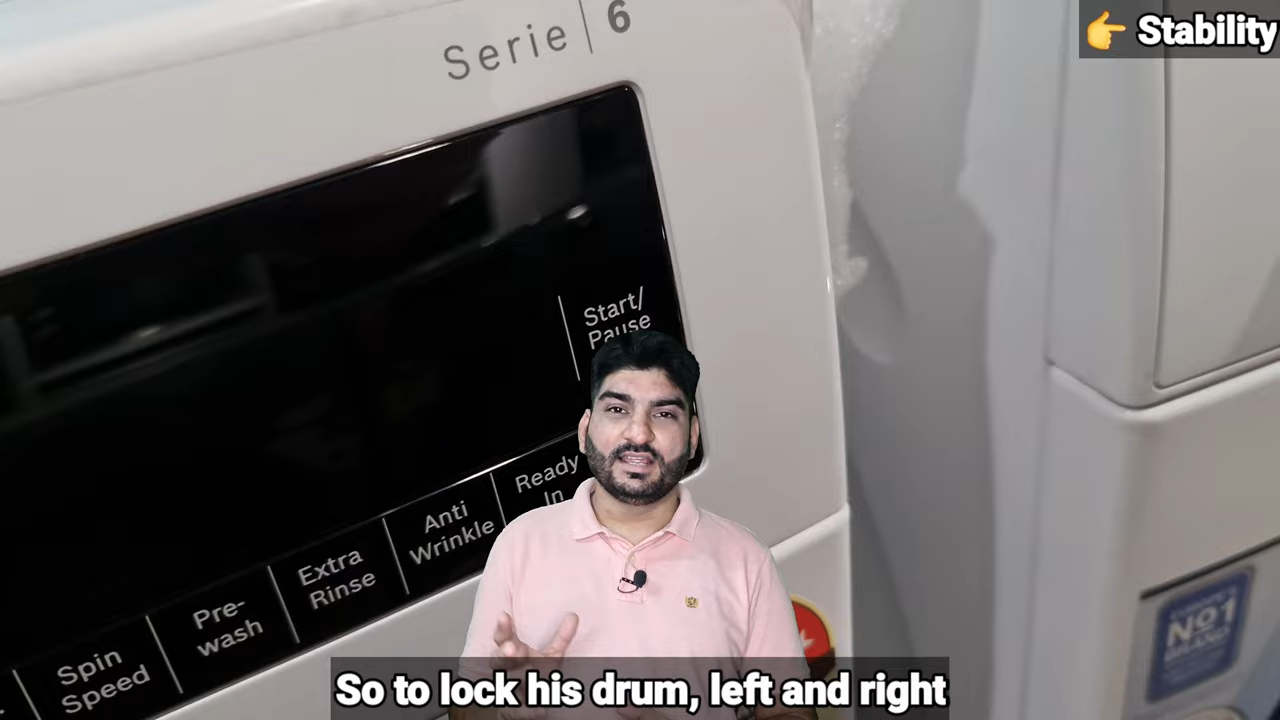 Serie | 6
👉 Stability
Start/
Pause
Ready
In
Anti
Wrinkle
Extra
Rinse
Pre-
wash
Spin
Speed
No1
BRAND
So to lock his drum, left and right